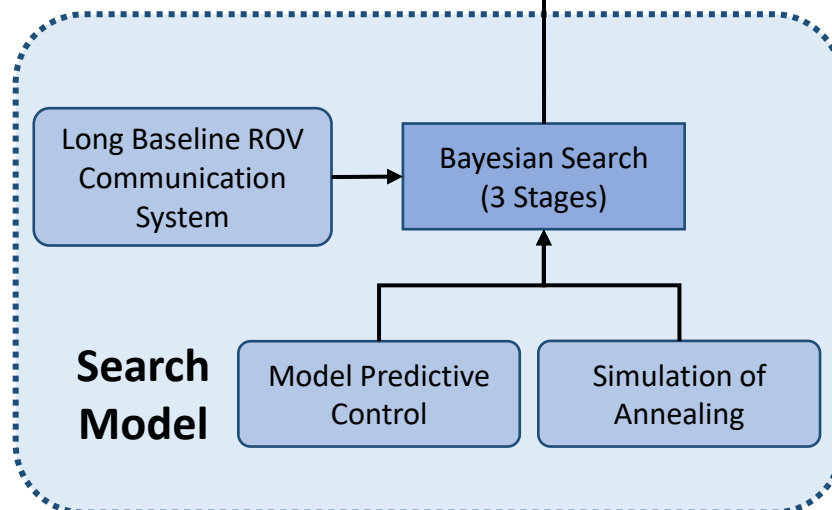 Long Baseline ROV
Communication
System
Bayesian Search
(3 Stages)
Search
Model
Model Predictive
Control
Simulation of
Annealing